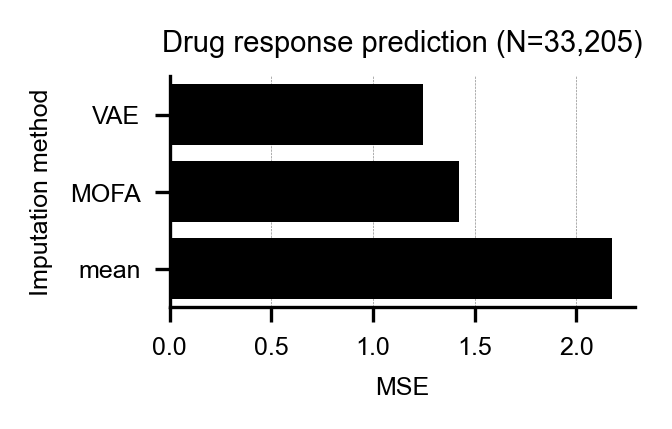 Drug response prediction (N=33,205)
Imputation method
VAE
MOFA
mean
0.0 0.5 1.0 1.5 2.0
MSE